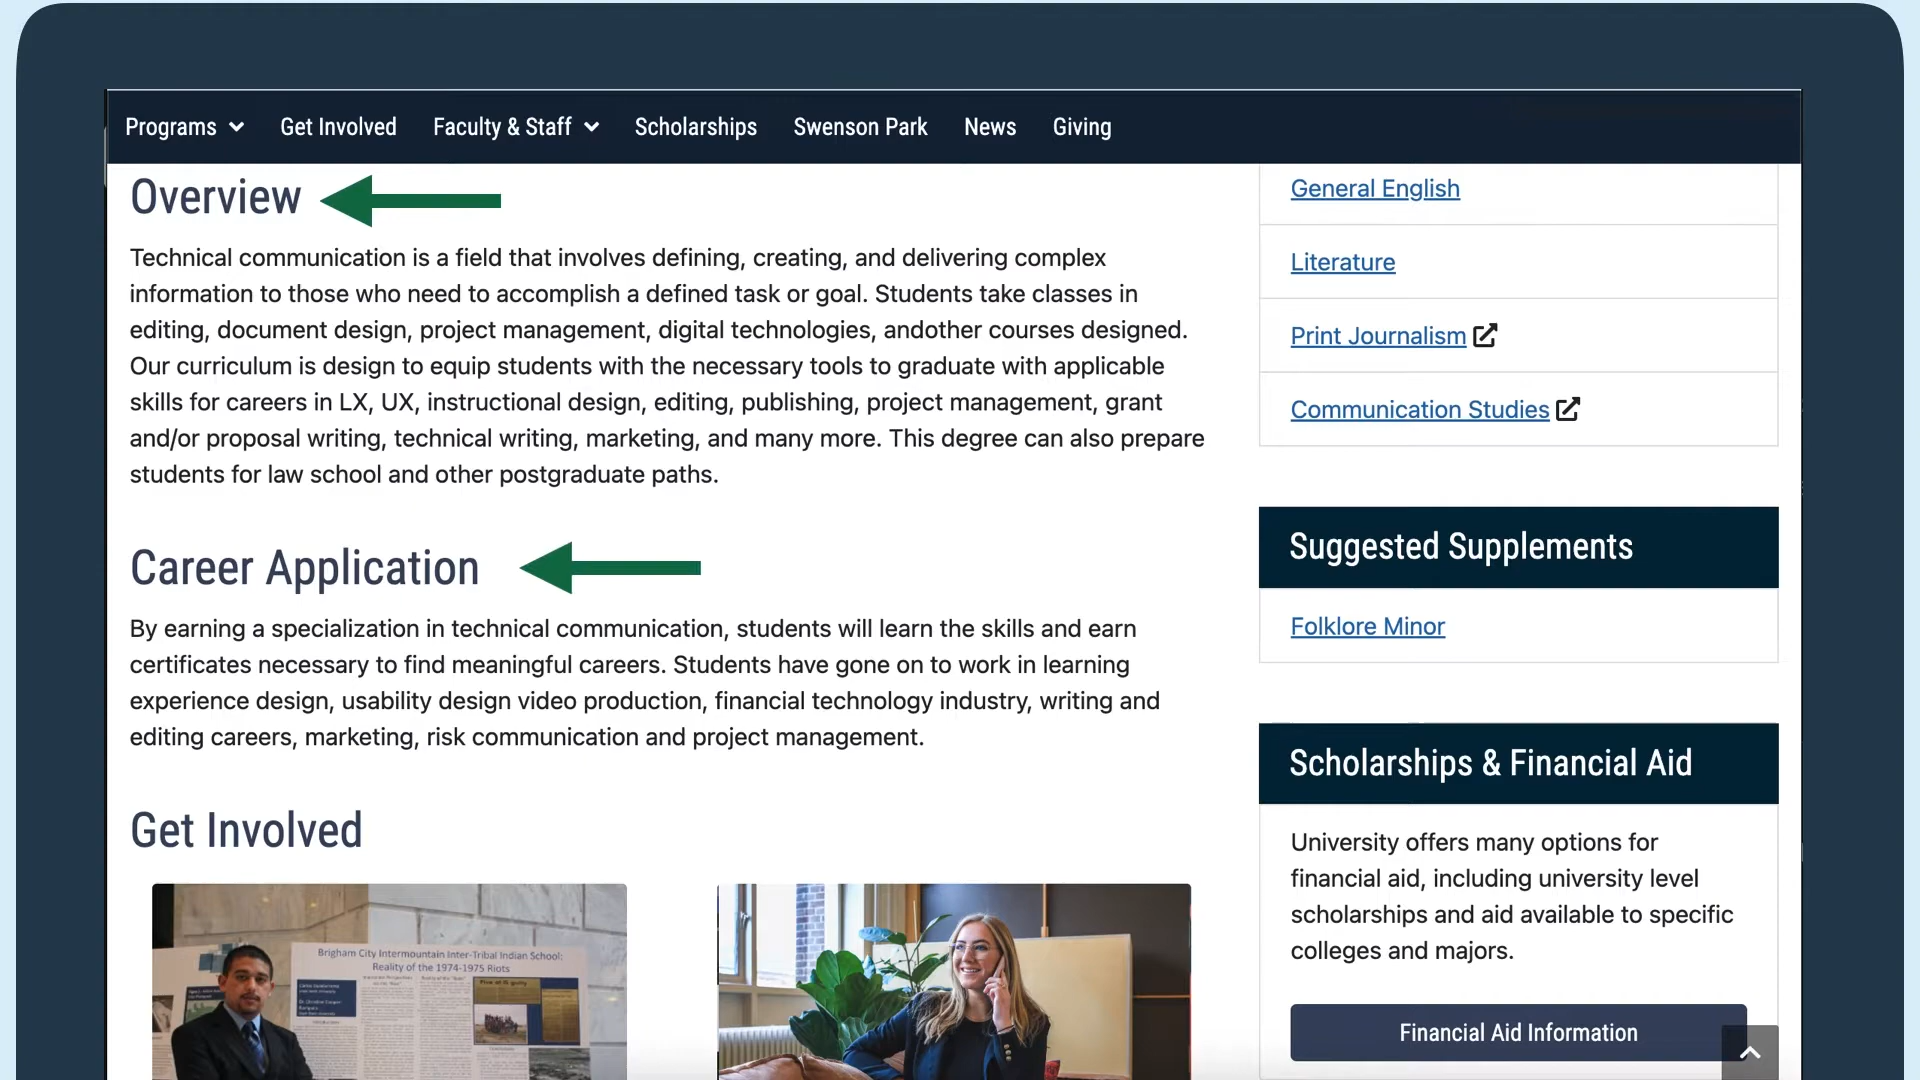 Programs
Get Involved
Faculty & Staff
Scholarships
Swenson Park
News
Giving
Overview
Technical communication is a field that involves defining, creating, and delivering complex
information to those who need to accomplish a defined task or goal. Students take classes in
editing, document design, project management, digital technologies, andother courses designed.
Our curriculum is design to equip students with the necessary tools to graduate with applicable
skills for careers in LX, UX, instructional design, editing, publishing, project management, grant
and/or proposal writing, technical writing, marketing, and many more. This degree can also prepare
students for law school and other postgraduate paths.
Career Application
By earning a specialization in technical communication, students will learn the skills and earn
certificates necessary to find meaningful careers. Students have gone on to work in learning
experience design, usability design video production, financial technology industry, writing and
editing careers, marketing, risk communication and project management.
Get Involved
Brigham City Intermountain Inter-Tribal Indian School:
Reality of the 1974-1975 Riots
General English
Literature
Print Journalism
Communication Studies
Suggested Supplements
Folklore Minor
Scholarships & Financial Aid
University offers many options for
financial aid, including university level
scholarships and aid available to specific
colleges and majors.
Financial Aid Information